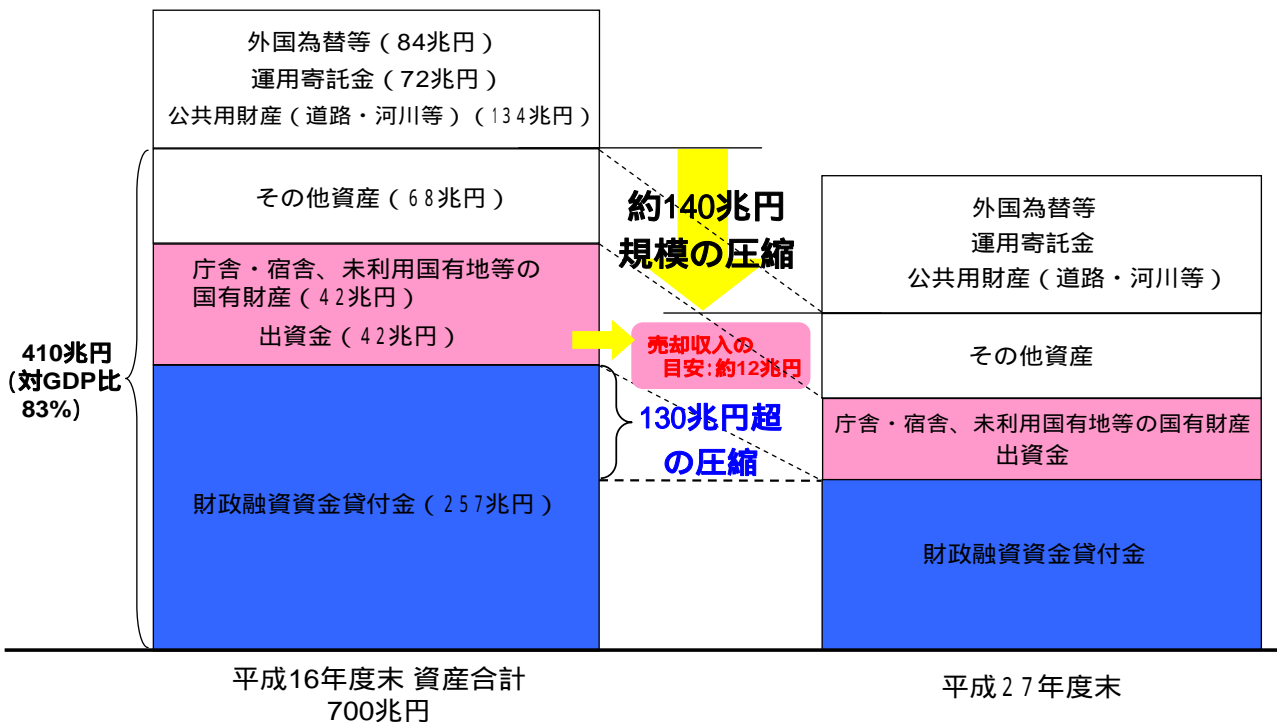 外国為替等（84兆円）
運用寄託金（72兆円）
公共用財産（道路・河川等）（134兆円）
その他資産（68兆円）
庁舎・宿舎、未利用国有地等の
国有財産（42兆円）
出資金（42兆円）
410兆円
(対GDP比
83%)
財政融資資金貸付金（257兆円）
平成16年度末 資産合計
700兆円
約140兆円
規模の圧縮
売却収入の
目安:約12兆円
130兆円超
の圧縮
外国為替等
運用寄託金
公共用財産（道路・河川等）
その他資産
庁舎・宿舎、未利用国有地等の国有財産
出資金
財政融資資金貸付金
平成27年度末